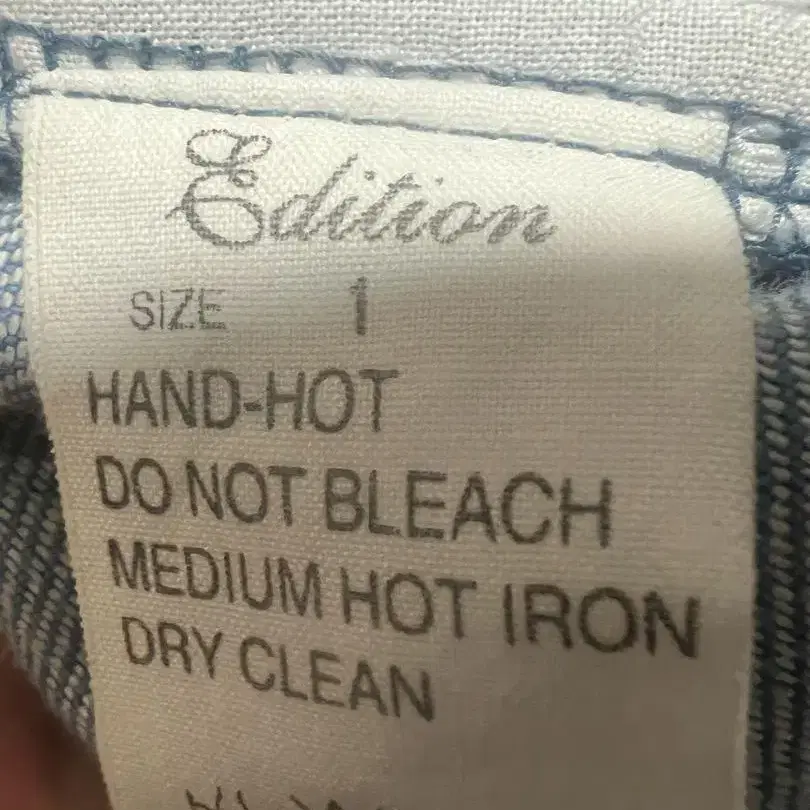 Edition
SIZE 1
HAND-HOT
DO NOT BLEACH
MEDIUM HOT IRON
DRY CLEAN